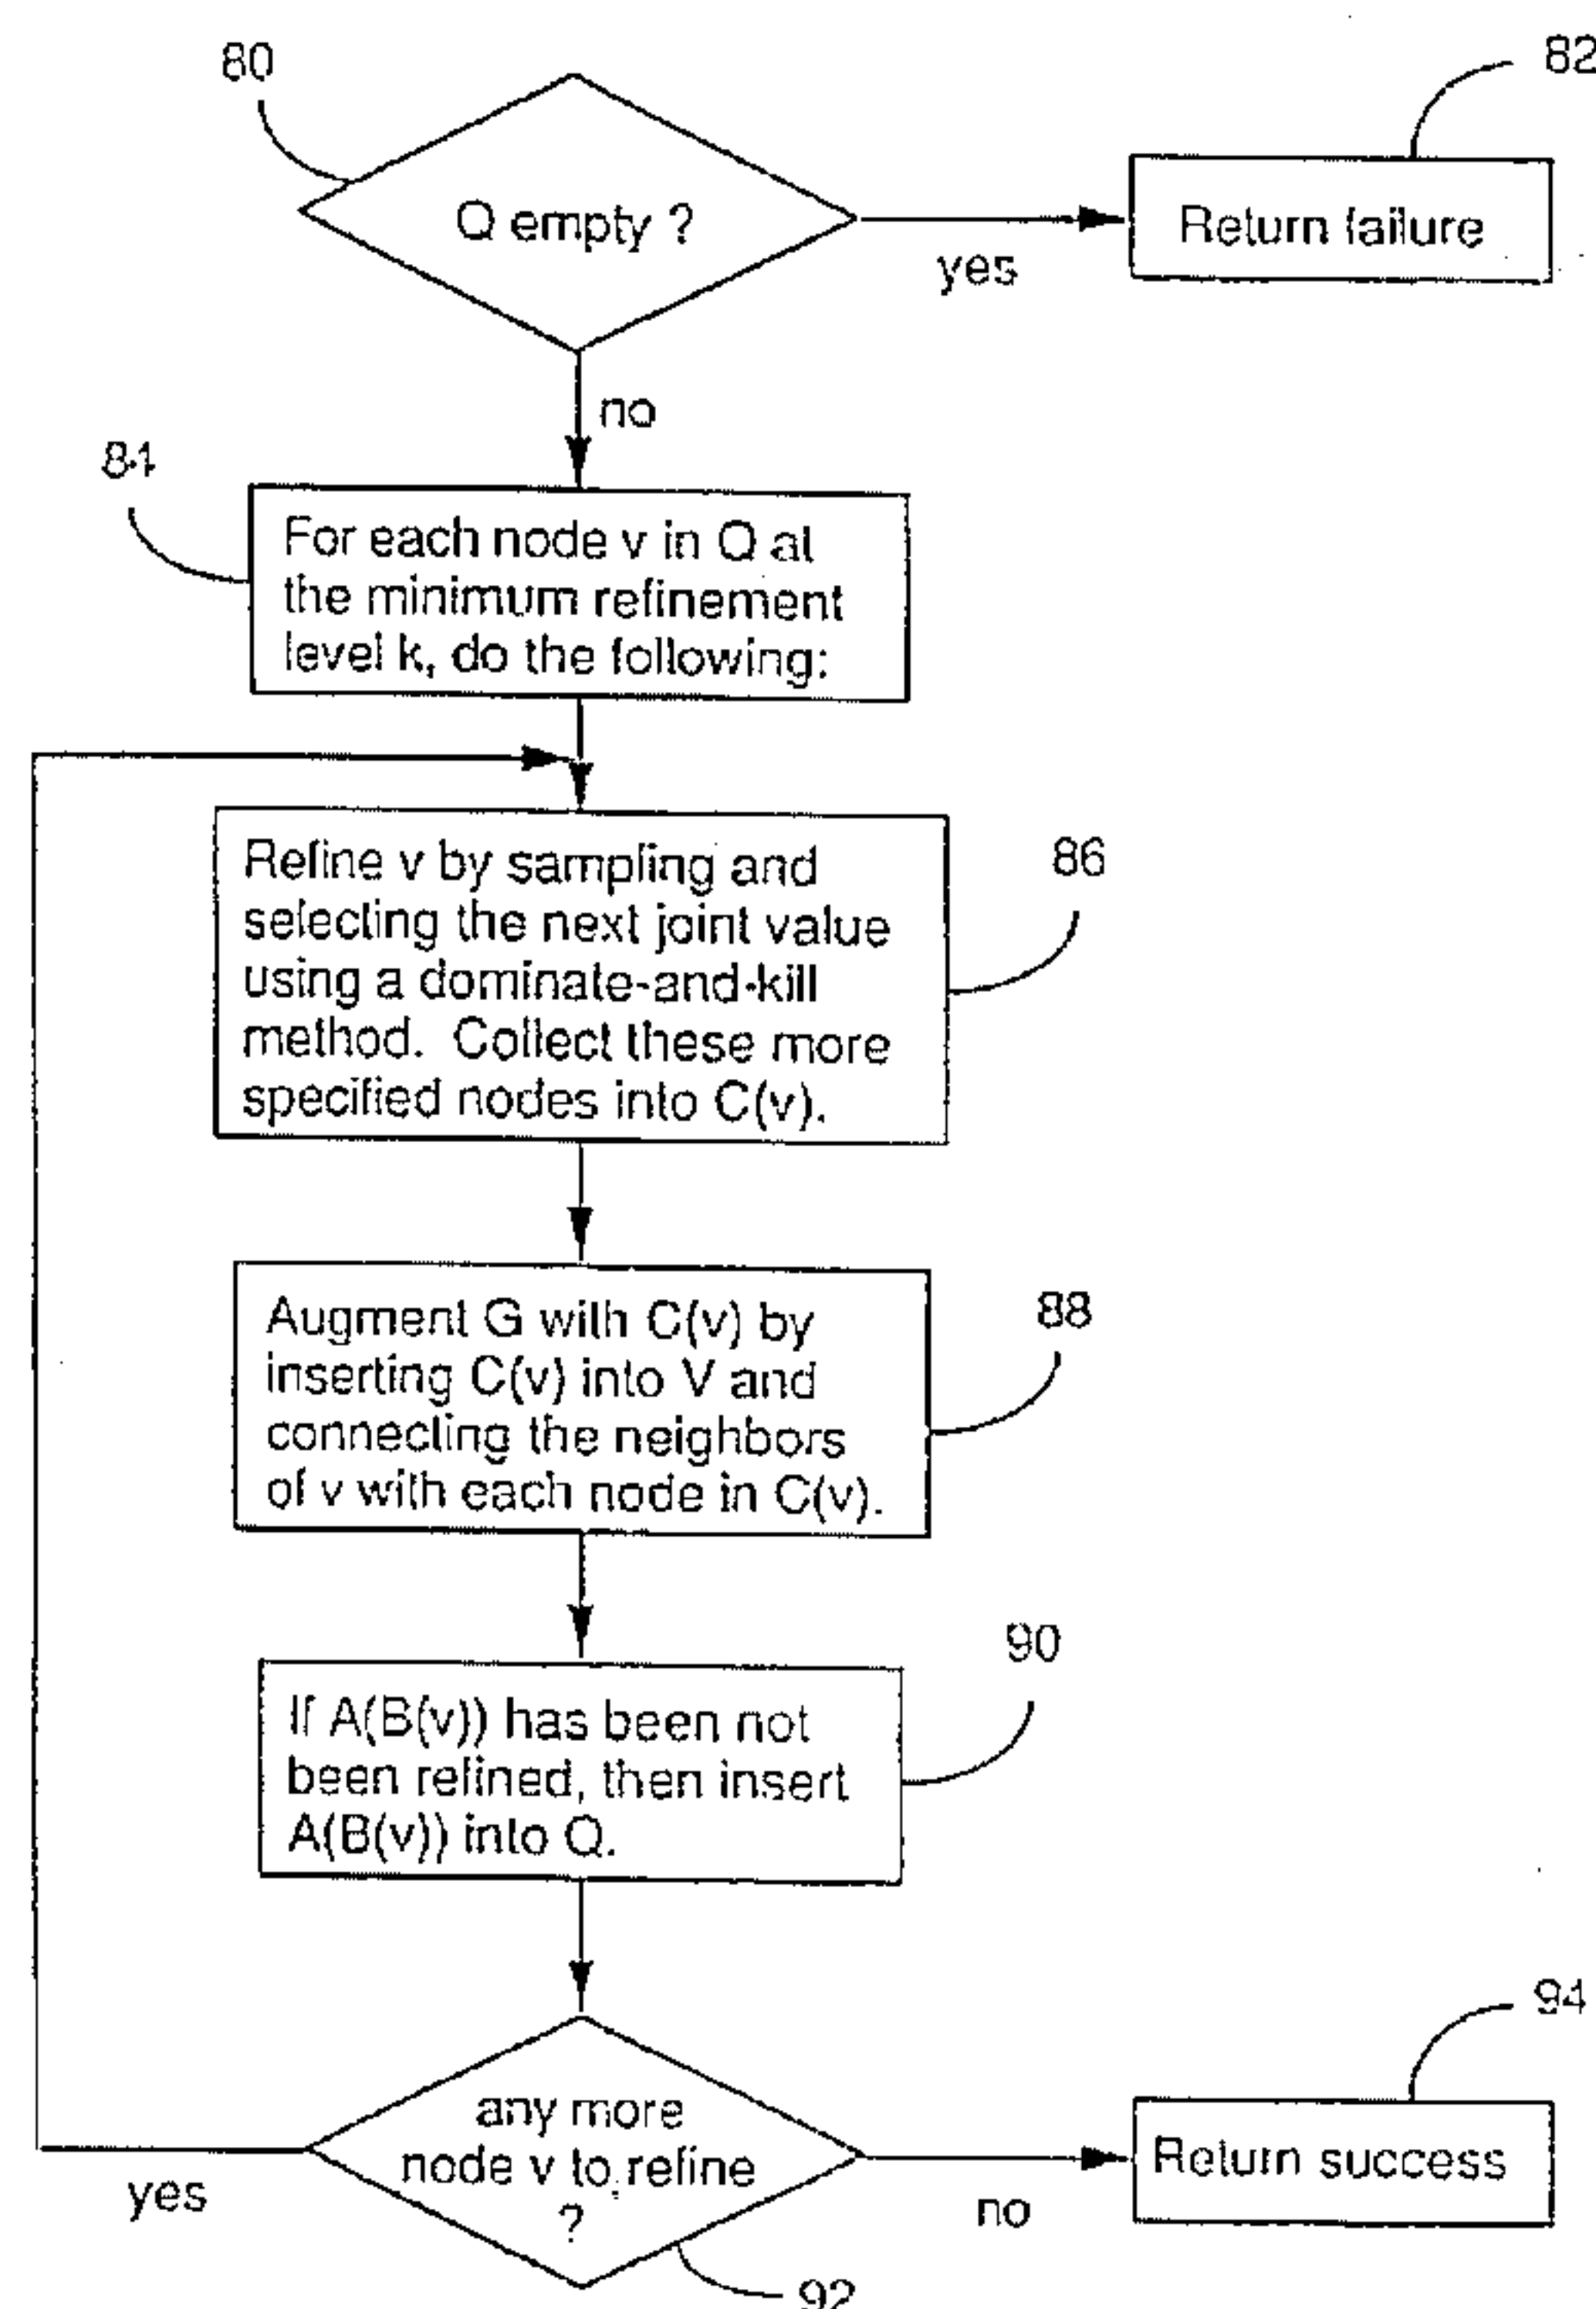 80
82
Q empty ?
Return failure
yes
no
84
For each node v in Q at
the minimum refinement
level k, do the following:
Refine v by sampling and
selecting the next joint value
using a dominate-and-kill
method. Collect these more
specified nodes into C(v).
86
Augment G with C(v) by
inserting C(v) into V and
connecting the neighbors
of v with each node in C(v).
88
If A(B(v)) has been not
been refined, then insert
A(B(v)) into Q.
90
any more
node v to refine
?
yes
no
94
Return success
92